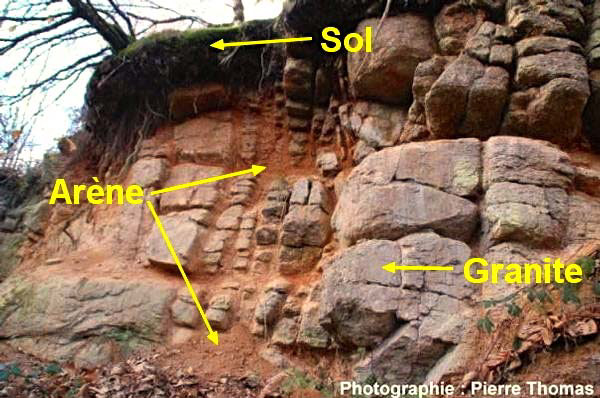 Sol
Arène
Granite
Photographie : Pierre Thomas